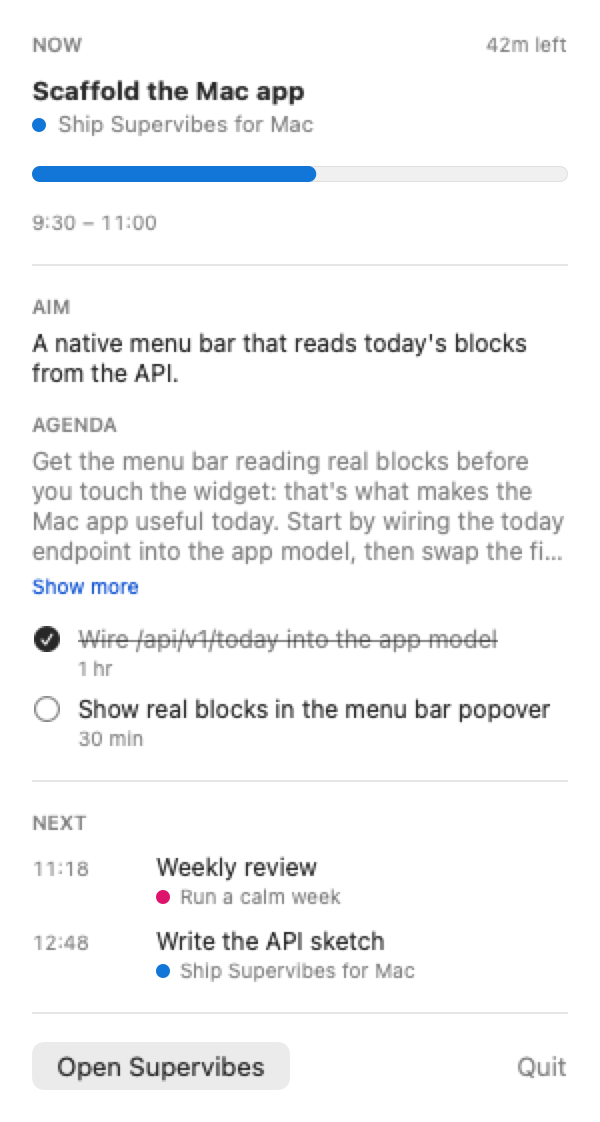 NOW 42m left
Scaffold the Mac app
Ship Supervibes for Mac
9:30 – 11:00
AIM
A native menu bar that reads today's blocks
from the API.
AGENDA
Get the menu bar reading real blocks before
you touch the widget: that's what makes the
Mac app useful today. Start by wiring the today
endpoint into the app model, then swap the fi...
Show more
Wire /api/v1/today into the app model
1 hr
Show real blocks in the menu bar popover
30 min
NEXT
11:18 Weekly review
Run a calm week
12:48 Write the API sketch
Ship Supervibes for Mac
Open Supervibes Quit